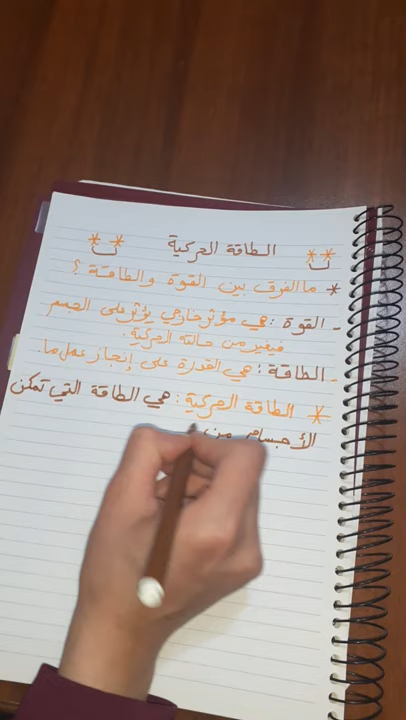 الطاقة الحركية
* ما الفرق بين القوة والطاقة ؟
- القوة : هي مؤثر خارجي يؤثر على الجسم
فيغير من حالته الحركية.
- الطاقة : هي القدرة على إنجاز عمل ما.
* الطاقة الحركية : هي الطاقة التي تمكن
الأجسام من